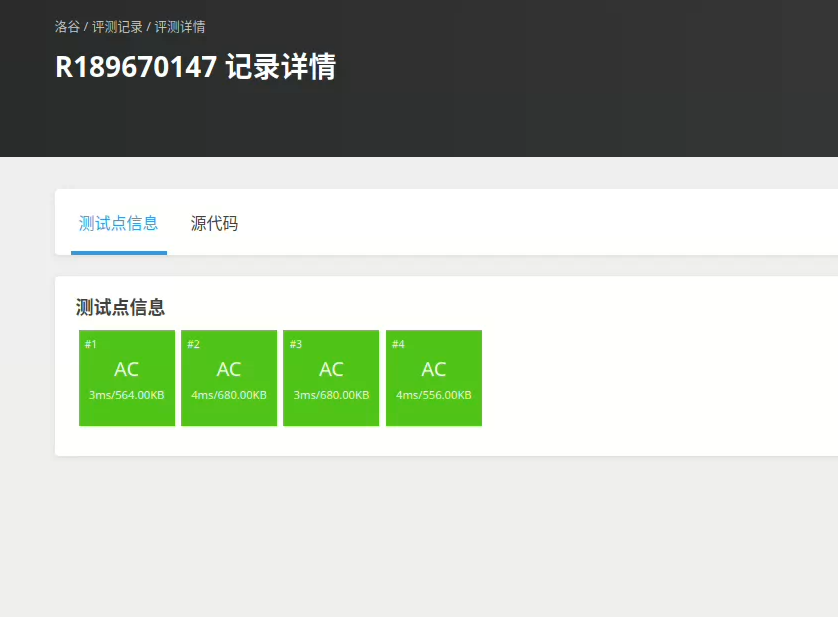 洛谷 / 评测记录 / 评测详情
R189670147 记录详情
测试点信息 源代码
测试点信息
#1 #2 #3 #4
AC AC AC AC
3ms/564.00KB 4ms/680.00KB 3ms/680.00KB 4ms/556.00KB